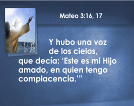 Mateo 3:16, 17
Y hubo una voz
de los cielos,
que decía: ‘Este es mi Hijo
amado, en quien tengo
complacencia.’”